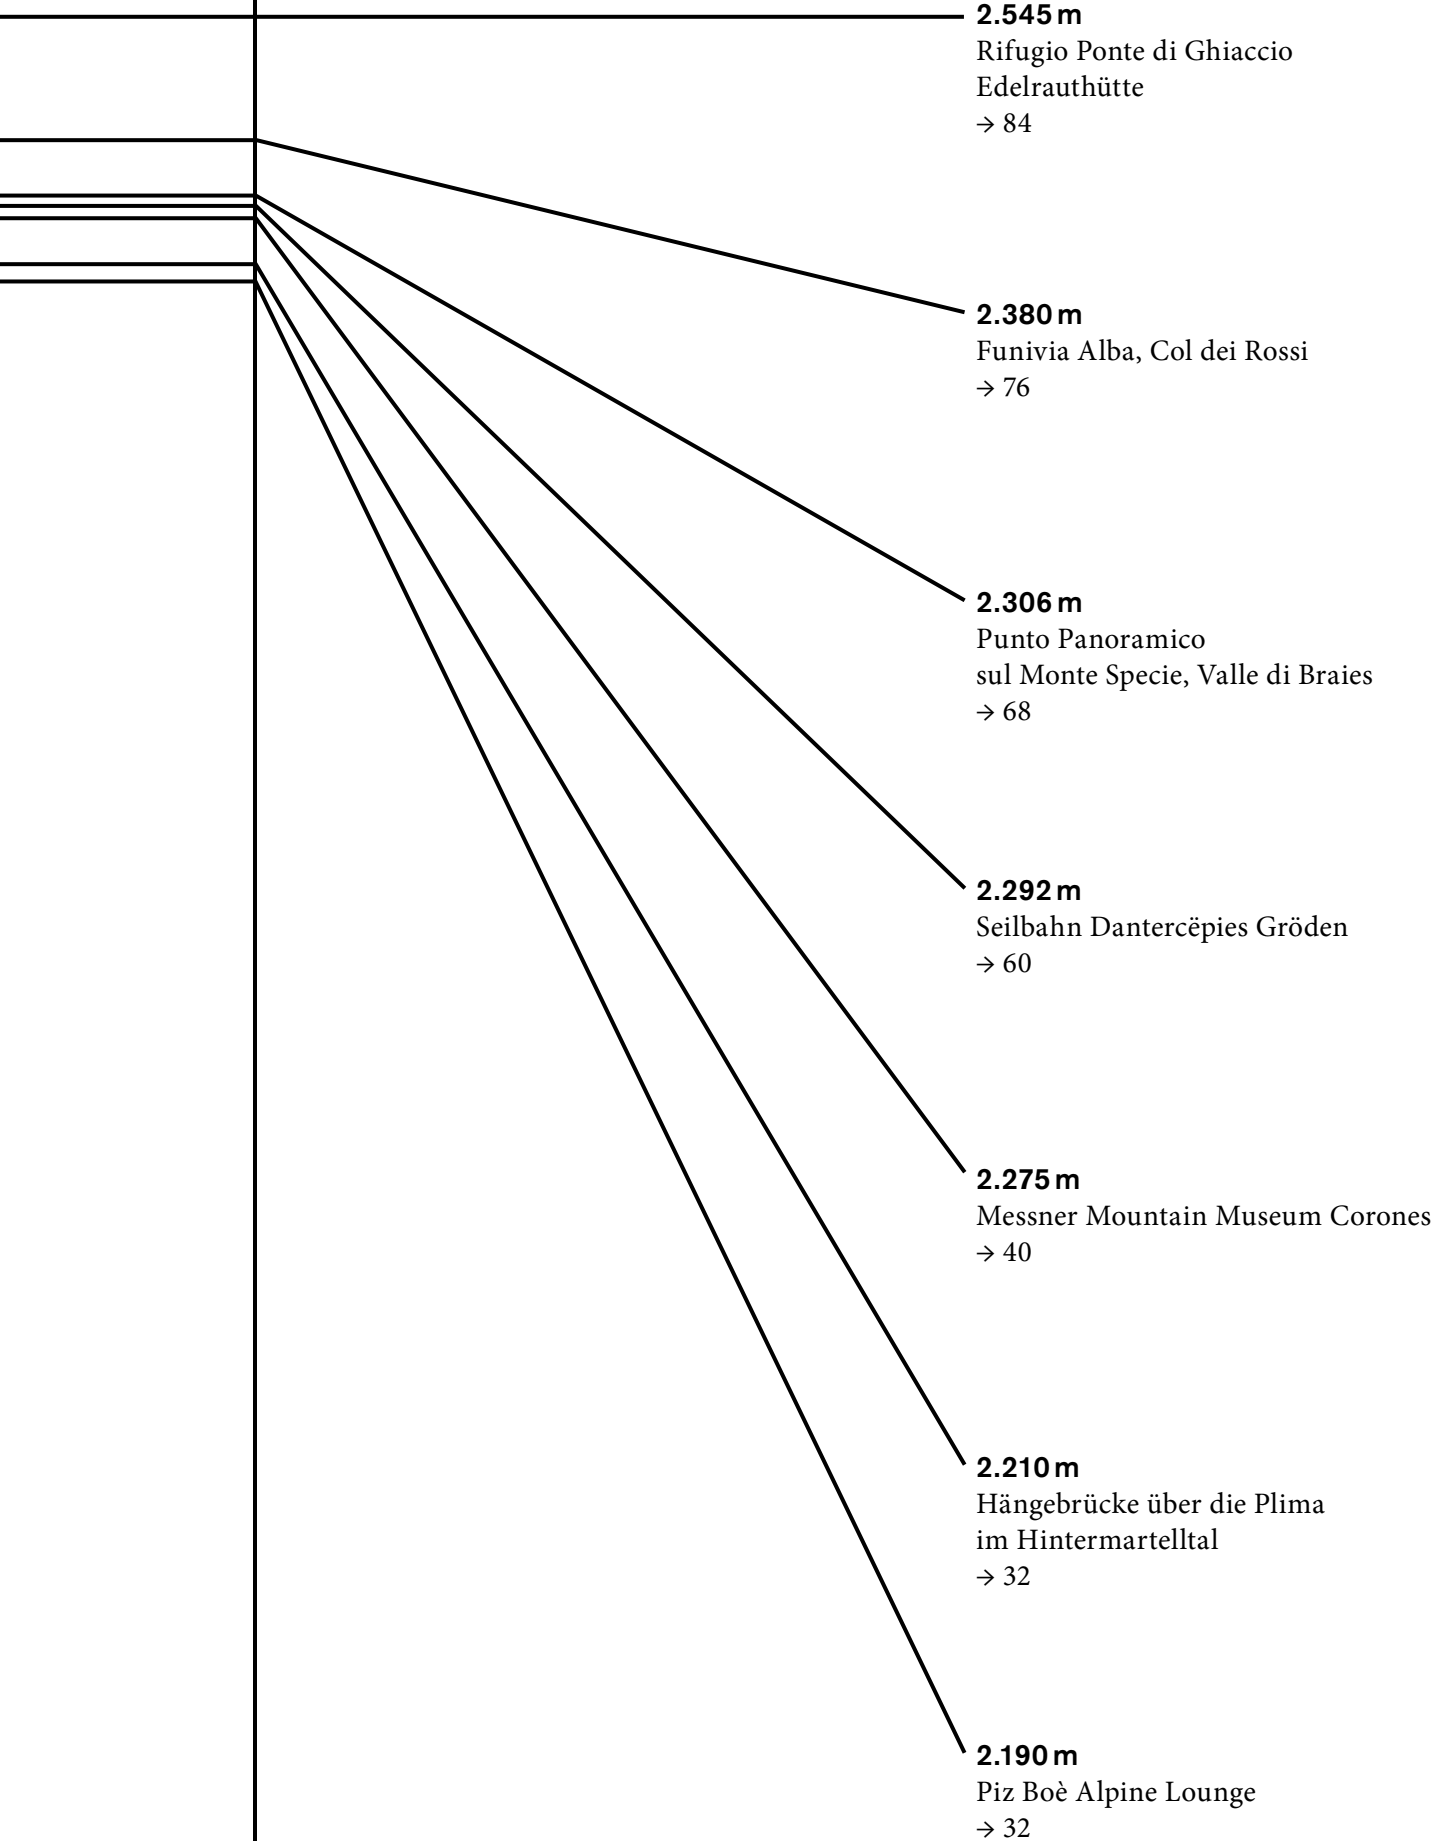 2.545 m
Rifugio Ponte di Ghiaccio
Edelrauthütte
→ 84
2.380 m
Funivia Alba, Col dei Rossi
→ 76
2.306 m
Punto Panoramico
sul Monte Specie, Valle di Braies
→ 68
2.292 m
Seilbahn Dantercëpies Gröden
→ 60
2.275 m
Messner Mountain Museum Corones
→ 40
2.210 m
Hängebrücke über die Plima
im Hintermartelltal
→ 32
2.190 m
Piz Boè Alpine Lounge
→ 32